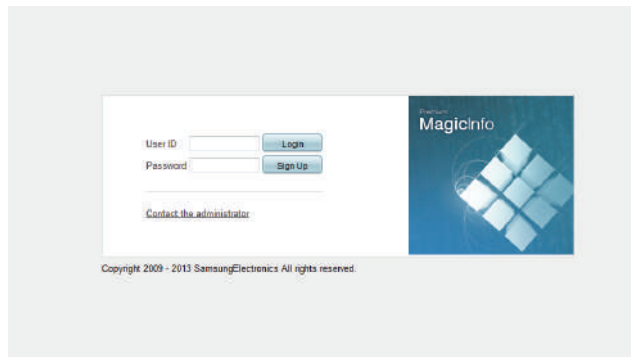 Premium
MagicInfo
User ID
Login
Password
Sign Up
Contact the administrator
Copyright 2009 - 2013 SamsungElectronics All rights reserved.